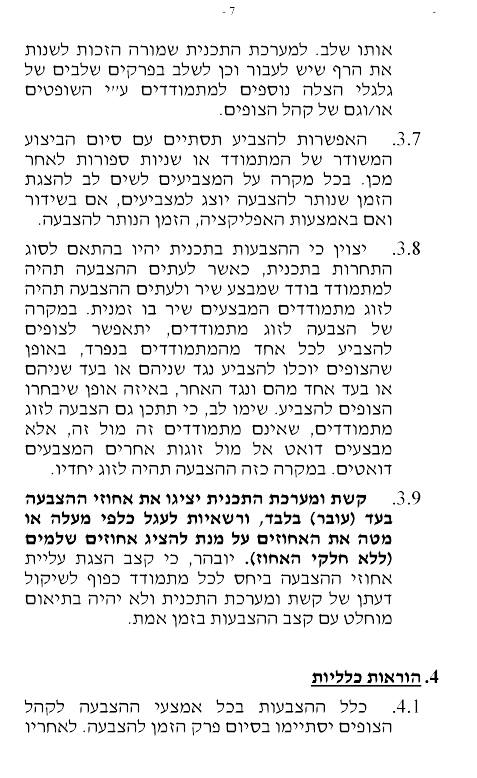 - 7 -
-
אותו שלב. למערכת התכנית שמורה הזכות לשנות
את הרף שיש לעבור וכן לשלב בפרקים שלבים של
גלגלי הצלה נוספים למתמודדים ע״י השופטים
או/וגם של קהל הצופים.
3.7. האפשרות להצביע תסתיים עם סיום הביצוע
המשודר של המתמודד או שניות ספורות לאחר
מכן. בכל מקרה על המצביעים לשים לב להצגת
הזמן שנותר להצבעה יוצג למצביעים, אם בשידור
ואם באמצעות האפליקציה, הזמן הנותר להצבעה.
3.8. יצוין כי ההצבעות בתכנית יהיו בהתאם לסוג
התחרות בתכנית, כאשר לעתים ההצבעה תהיה
למתמודד בודד שמבצע שיר ולעתים ההצבעה תהיה
לזוג מתמודדים המבצעים שיר בו זמנית. במקרה
של הצבעה לזוג מתמודדים, יתאפשר לצופים
להצביע לכל אחד מהמתמודדים בנפרד, באופן
שהצופים יוכלו להצביע נגד שניהם או בעד שניהם
או בעד אחד מהם ונגד האחר, באיזה אופן שיבחרו
הצופים להצביע. שימו לב, כי תתכן גם הצבעה לזוג
מתמודדים, שאינם מתמודדים זה מול זה, אלא
מבצעים דואט אל מול זוגות אחרים המצבעים
דואטים. במקרה כזה ההצבעה תהיה לזוג יחדיו.
3.9. קשת ומערכת התכנית יציגו את אחוזי ההצבעה
בעד (עובר) בלבד, ורשאיות לעגל כלפי מעלה או
מטה את האחוזים על מנת להציג אחוזים שלמים
(ללא חלקי האחוז). יובהר, כי קצב הצגת עליית
אחוזי ההצבעה ביחס לכל מתמודד כפוף לשיקול
דעתן של קשת ומערכת התכנית ולא יהיה בתיאום
מוחלט עם קצב ההצבעות בזמן אמת.
4. הוראות כלליות
4.1. כלל ההצבעות בכל אמצעי ההצבעה לקהל
הצופים יסתיימו בסיום פרק הזמן להצבעה. לאחריו